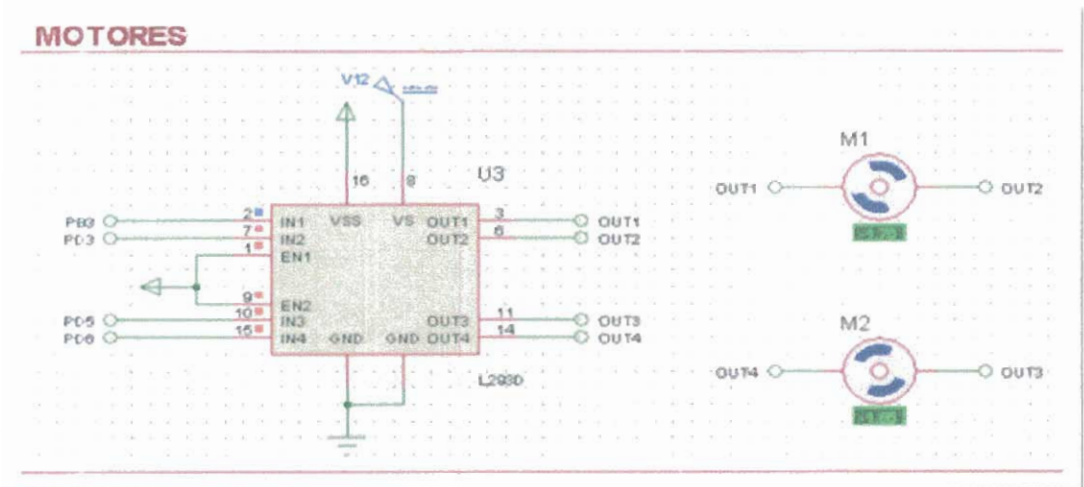 MOTORES
V12
16
8
U3
2
7
1
9
10
15
IN1
IN2
EN1
EN2
IN3
IN4
VSS
VS
OUT1
OUT2
OUT3
OUT4
GND
GND
3
6
11
14
OUT1
OUT2
OUT3
OUT4
PB3
PD3
PD5
PD6
L293D
M1
OUT1
OUT2
M2
OUT4
OUT3